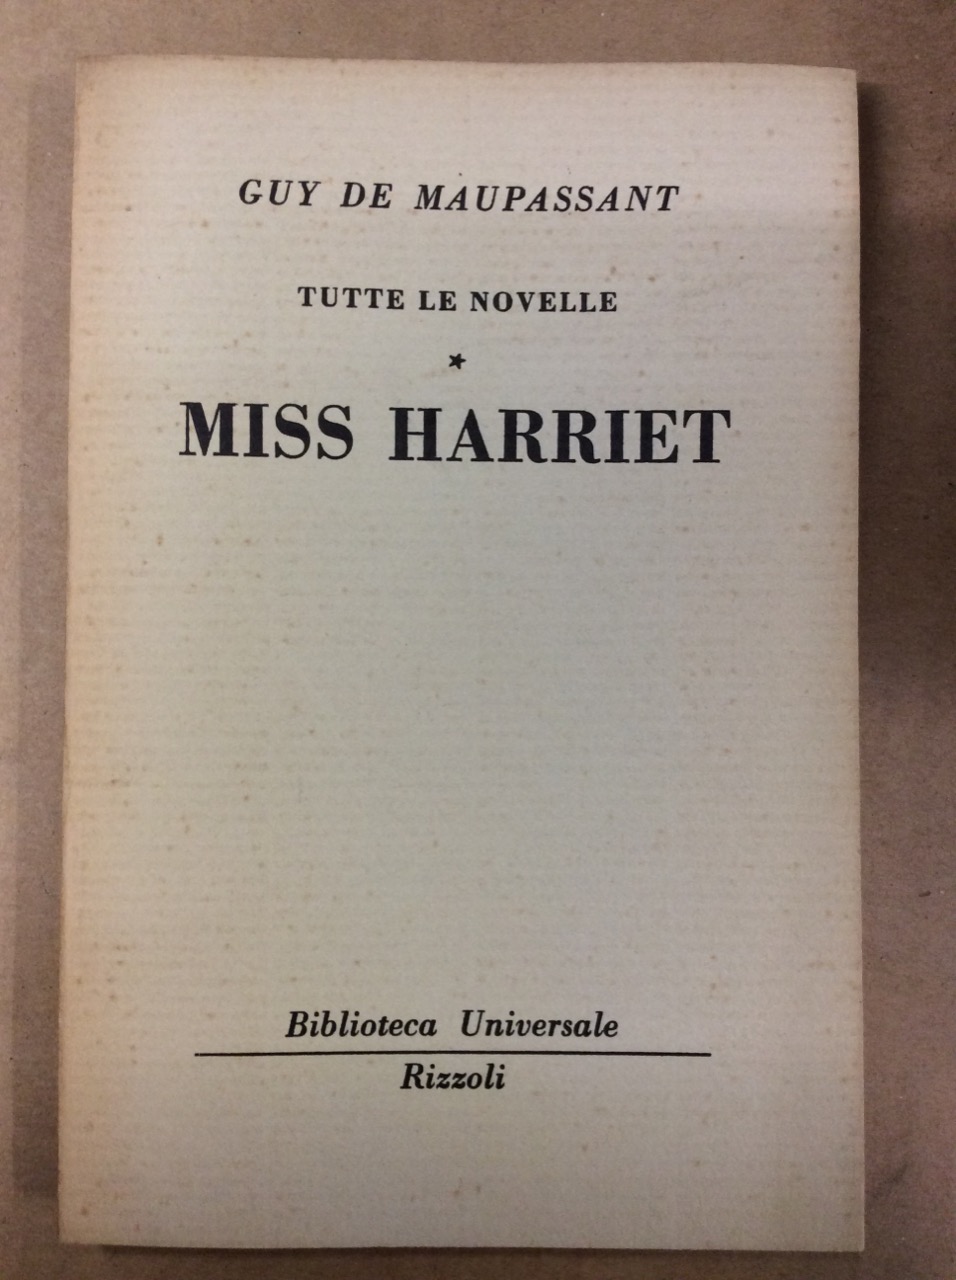 GUY DE MAUPASSANT
TUTTE LE NOVELLE
★
MISS HARRIET
Biblioteca Universale
Rizzoli